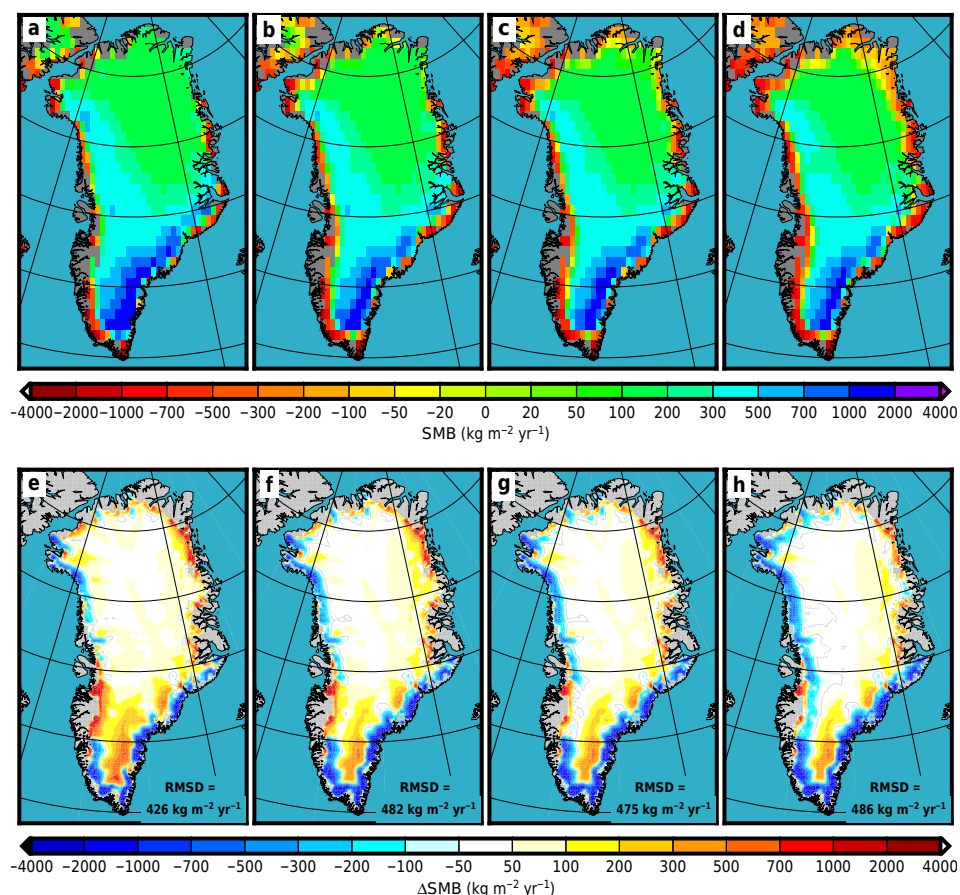 a b c d
−4000 −2000 −1000 −700 −500 −300 −200 −100 −50 −20 0 20 50 100 200 300 500 700 1000 2000 4000
SMB (kg m⁻² yr⁻¹)
e f g h
RMSD = 
426 kg m⁻² yr⁻¹
RMSD =
482 kg m⁻² yr⁻¹
RMSD =
475 kg m⁻² yr⁻¹
RMSD =
486 kg m⁻² yr⁻¹
−4000 −2000 −1000 −700 −500 −300 −200 −100 −50 50 100 200 300 500 700 1000 2000 4000
ΔSMB (kg m⁻² yr⁻¹)